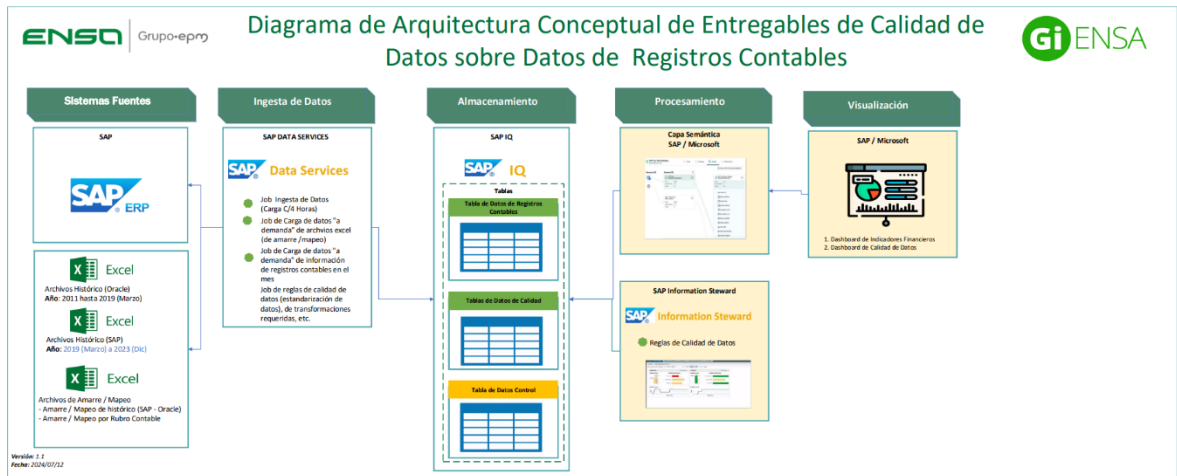 ENSA
Grupo·epm
Diagrama de Arquitectura Conceptual de Entregables de Calidad de
Datos sobre Datos de Registros Contables
Gi ENSA
Sistemas Fuentes
Ingesta de Datos
Almacenamiento
Procesamiento
Visualización
SAP
SAP ERP
Excel
Archivos Histórico (Oracle)
Año: 2011 hasta 2019 (Marzo)
Excel
Archivos Histórico (SAP)
Año: 2019 (Marzo) a 2023 (Dic)
Excel
Archivos de Amarre / Mapeo
- Amarre / Mapeo de histórico (SAP - Oracle)
- Amarre / Mapeo por Rubro Contable
SAP DATA SERVICES
SAP Data Services
Job Ingesta de Datos
(Carga C/4 Horas)
Job de Carga de datos "a
demanda" de archivos excel
(de amarre /mapeo)
Job de Carga de datos "a
demanda" de información
de registros contables en el
mes
Job de reglas de calidad de
datos (estandarización de
datos), de transformaciones
requeridas, etc.
SAP IQ
SAP IQ
Tablas
Tabla de Datos de Registros
Contables
Tablas de Datos de Calidad
Tabla de Datos Control
Capa Semántica
SAP / Microsoft
SAP Information Steward
SAP Information Steward
Reglas de Calidad de Datos
SAP / Microsoft
1. Dashboard de Indicadores Financieros
2. Dashboard de Calidad de Datos
Versión: 1.1
Fecha: 2024/07/12